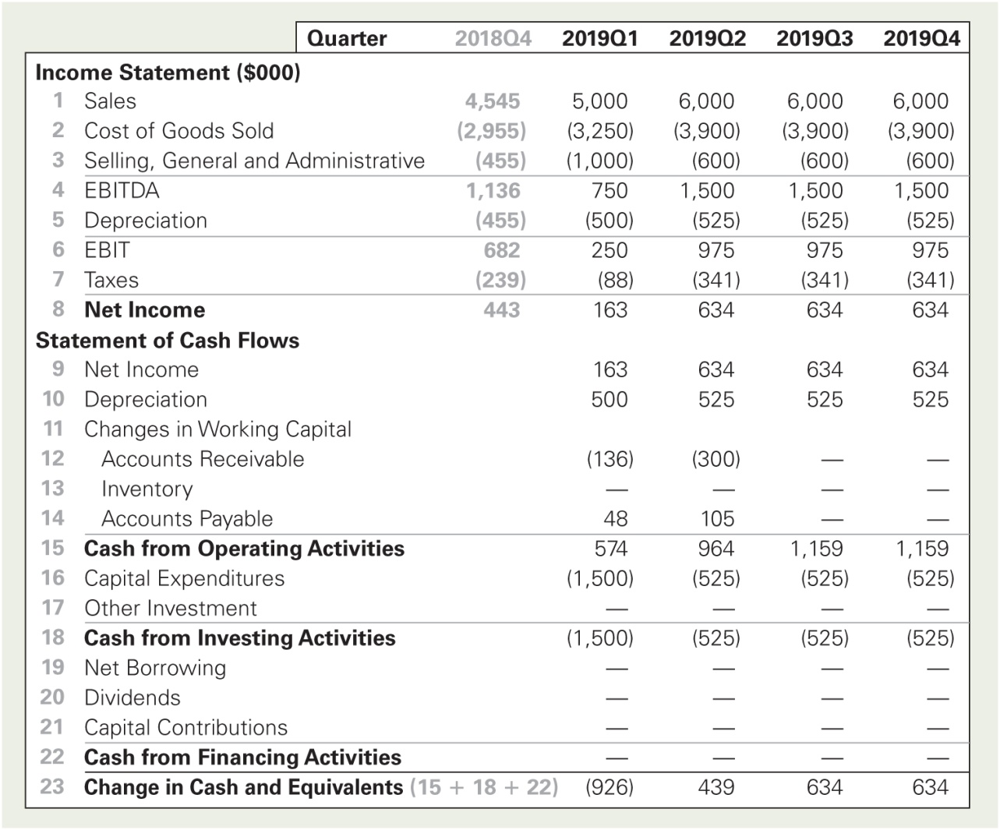 Quarter 2018Q4 2019Q1 2019Q2 2019Q3 2019Q4
Income Statement ($000)
1 Sales 4,545 5,000 6,000 6,000 6,000
2 Cost of Goods Sold (2,955) (3,250) (3,900) (3,900) (3,900)
3 Selling, General and Administrative (455) (1,000) (600) (600) (600)
4 EBITDA 1,136 750 1,500 1,500 1,500
5 Depreciation (455) (500) (525) (525) (525)
6 EBIT 682 250 975 975 975
7 Taxes (239) (88) (341) (341) (341)
8 Net Income 443 163 634 634 634
Statement of Cash Flows
9 Net Income 163 634 634 634
10 Depreciation 500 525 525 525
11 Changes in Working Capital
12 Accounts Receivable (136) (300) — —
13 Inventory — — — —
14 Accounts Payable 48 105 — —
15 Cash from Operating Activities 574 964 1,159 1,159
16 Capital Expenditures (1,500) (525) (525) (525)
17 Other Investment — — — —
18 Cash from Investing Activities (1,500) (525) (525) (525)
19 Net Borrowing — — — —
20 Dividends — — — —
21 Capital Contributions — — — —
22 Cash from Financing Activities — — — —
23 Change in Cash and Equivalents (15 + 18 + 22) (926) 439 634 634